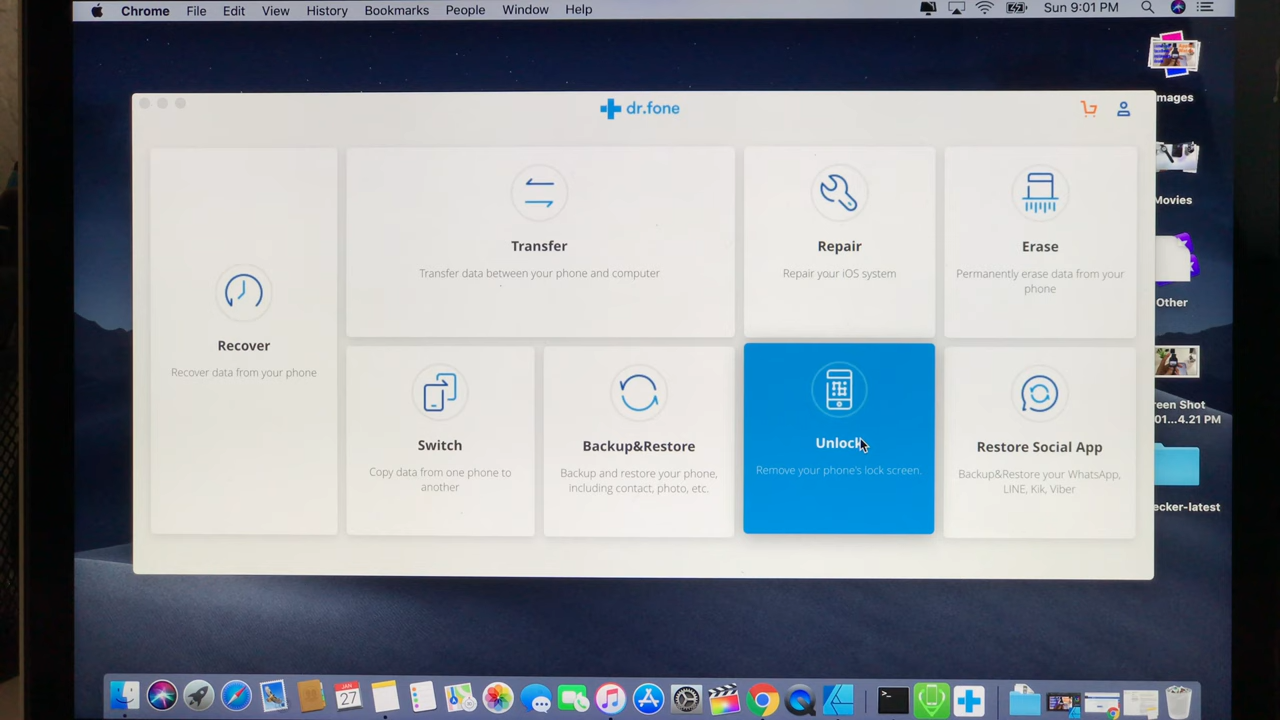 Chrome File Edit View History Bookmarks People Window Help Sun 9:01 PM
dr.fone
Recover
Recover data from your phone
Transfer
Transfer data between your phone and computer
Repair
Repair your iOS system
Erase
Permanently erase data from your
phone
Switch
Copy data from one phone to
another
Backup&Restore
Backup and restore your phone,
including contact, photo, etc.
Unlock
Remove your phone's lock screen.
Restore Social App
Backup&Restore your WhatsApp,
LINE, Kik, Viber
mages
Movies
Other
reen Shot
01...4.21 PM
ecker-latest
JAN
27